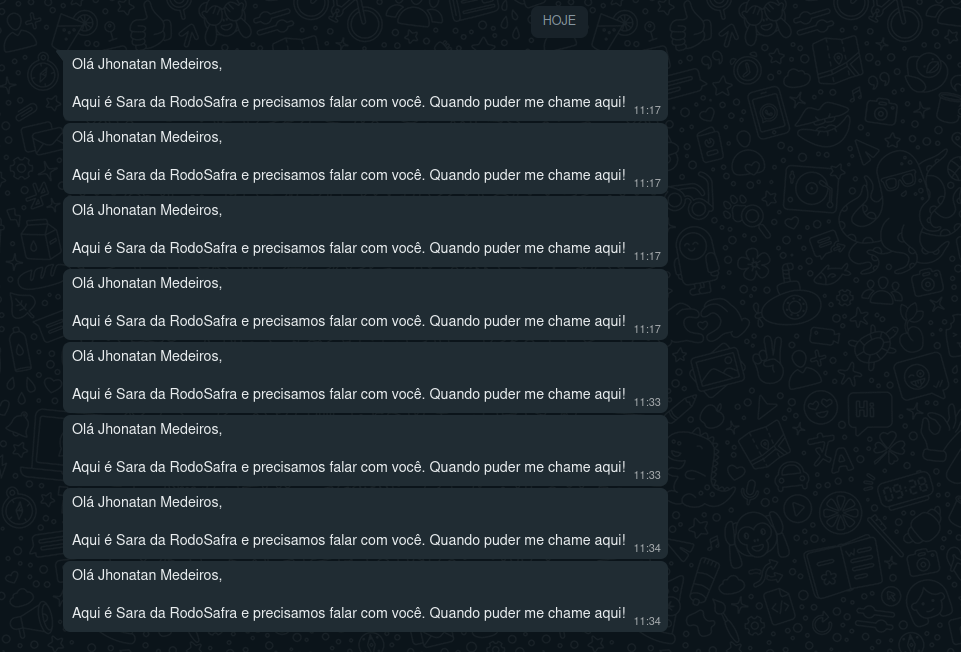 HOJE
Olá Jhonatan Medeiros,
Aqui é Sara da RodoSafra e precisamos falar com você. Quando puder me chame aqui! 11:17
Olá Jhonatan Medeiros,
Aqui é Sara da RodoSafra e precisamos falar com você. Quando puder me chame aqui! 11:17
Olá Jhonatan Medeiros,
Aqui é Sara da RodoSafra e precisamos falar com você. Quando puder me chame aqui! 11:17
Olá Jhonatan Medeiros,
Aqui é Sara da RodoSafra e precisamos falar com você. Quando puder me chame aqui! 11:17
Olá Jhonatan Medeiros,
Aqui é Sara da RodoSafra e precisamos falar com você. Quando puder me chame aqui! 11:33
Olá Jhonatan Medeiros,
Aqui é Sara da RodoSafra e precisamos falar com você. Quando puder me chame aqui! 11:33
Olá Jhonatan Medeiros,
Aqui é Sara da RodoSafra e precisamos falar com você. Quando puder me chame aqui! 11:34
Olá Jhonatan Medeiros,
Aqui é Sara da RodoSafra e precisamos falar com você. Quando puder me chame aqui! 11:34
Hi